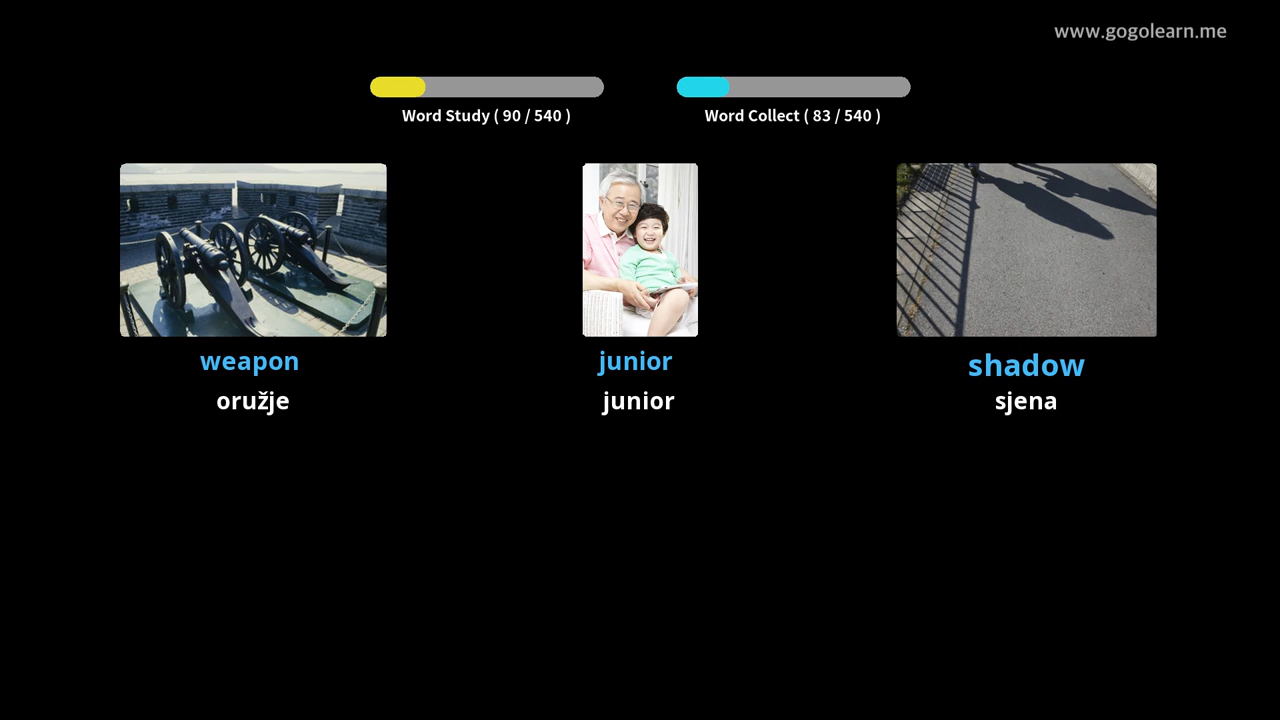 www.gogolearn.me
Word Study ( 90 / 540 )
Word Collect ( 83 / 540 )
weapon
junior
shadow
oružje
junior
sjena